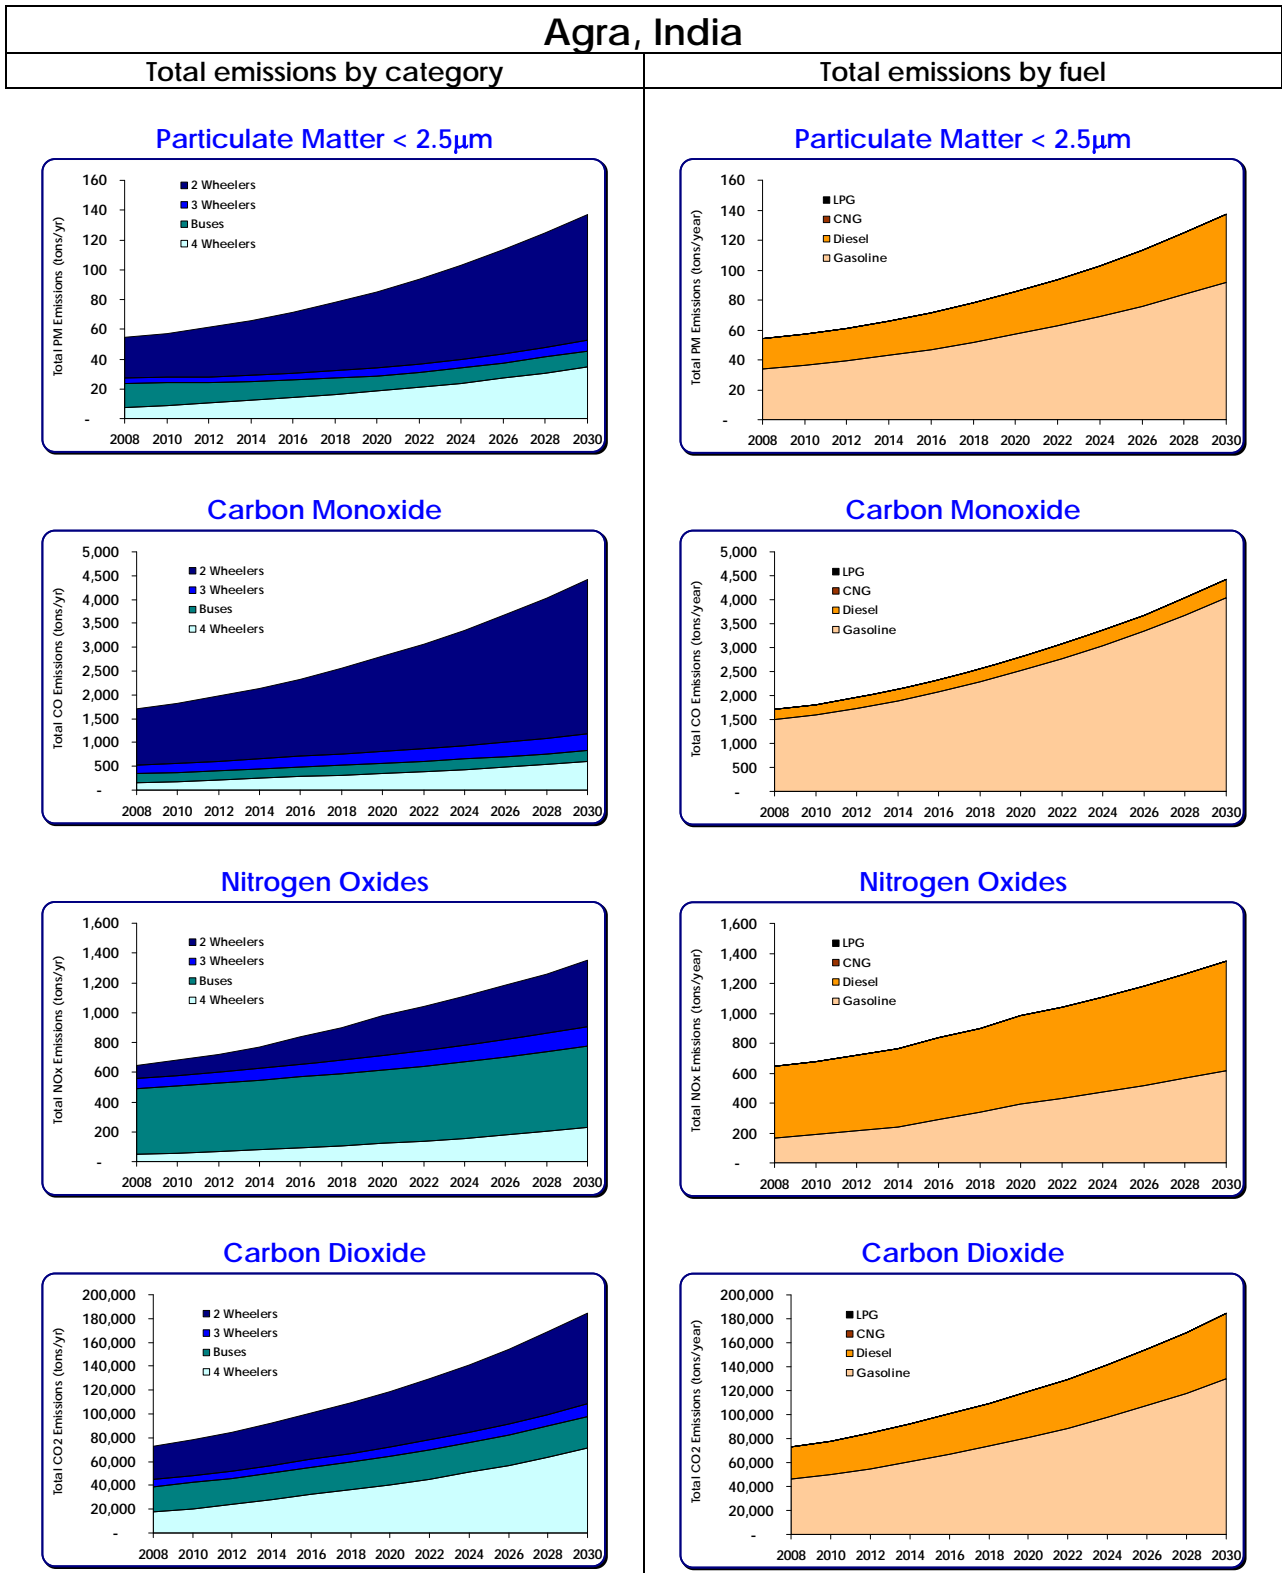 Agra, India
Total emissions by category
Total emissions by fuel
Particulate Matter < 2.5µm
Total PM Emissions (tons/yr)
160
140
120
100
80
60
40
20
-
2 Wheelers
3 Wheelers
Buses
4 Wheelers
2008 2010 2012 2014 2016 2018 2020 2022 2024 2026 2028 2030
Particulate Matter < 2.5µm
Total PM Emissions (tons/year)
160
140
120
100
80
60
40
20
-
LPG
CNG
Diesel
Gasoline
2008 2010 2012 2014 2016 2018 2020 2022 2024 2026 2028 2030
Carbon Monoxide
Total CO Emissions (tons/yr)
5,000
4,500
4,000
3,500
3,000
2,500
2,000
1,500
1,000
500
-
2 Wheelers
3 Wheelers
Buses
4 Wheelers
2008 2010 2012 2014 2016 2018 2020 2022 2024 2026 2028 2030
Carbon Monoxide
Total CO Emissions (tons/year)
5,000
4,500
4,000
3,500
3,000
2,500
2,000
1,500
1,000
500
-
LPG
CNG
Diesel
Gasoline
2008 2010 2012 2014 2016 2018 2020 2022 2024 2026 2028 2030
Nitrogen Oxides
Total NOx Emissions (tons/yr)
1,600
1,400
1,200
1,000
800
600
400
200
-
2 Wheelers
3 Wheelers
Buses
4 Wheelers
2008 2010 2012 2014 2016 2018 2020 2022 2024 2026 2028 2030
Nitrogen Oxides
Total NOx Emissions (tons/year)
1,600
1,400
1,200
1,000
800
600
400
200
-
LPG
CNG
Diesel
Gasoline
2008 2010 2012 2014 2016 2018 2020 2022 2024 2026 2028 2030
Carbon Dioxide
Total CO2 Emissions (tons/yr)
200,000
180,000
160,000
140,000
120,000
100,000
80,000
60,000
40,000
20,000
-
2 Wheelers
3 Wheelers
Buses
4 Wheelers
2008 2010 2012 2014 2016 2018 2020 2022 2024 2026 2028 2030
Carbon Dioxide
Total CO2 Emissions (tons/year)
200,000
180,000
160,000
140,000
120,000
100,000
80,000
60,000
40,000
20,000
-
LPG
CNG
Diesel
Gasoline
2008 2010 2012 2014 2016 2018 2020 2022 2024 2026 2028 2030